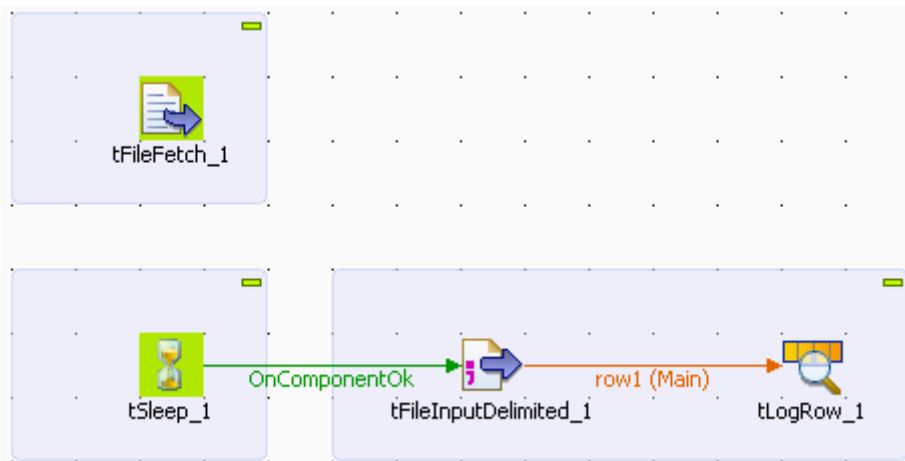 tFileFetch_1
OnComponentOk
row1 (Main)
tSleep_1
tFileInputDelimited_1
tLogRow_1